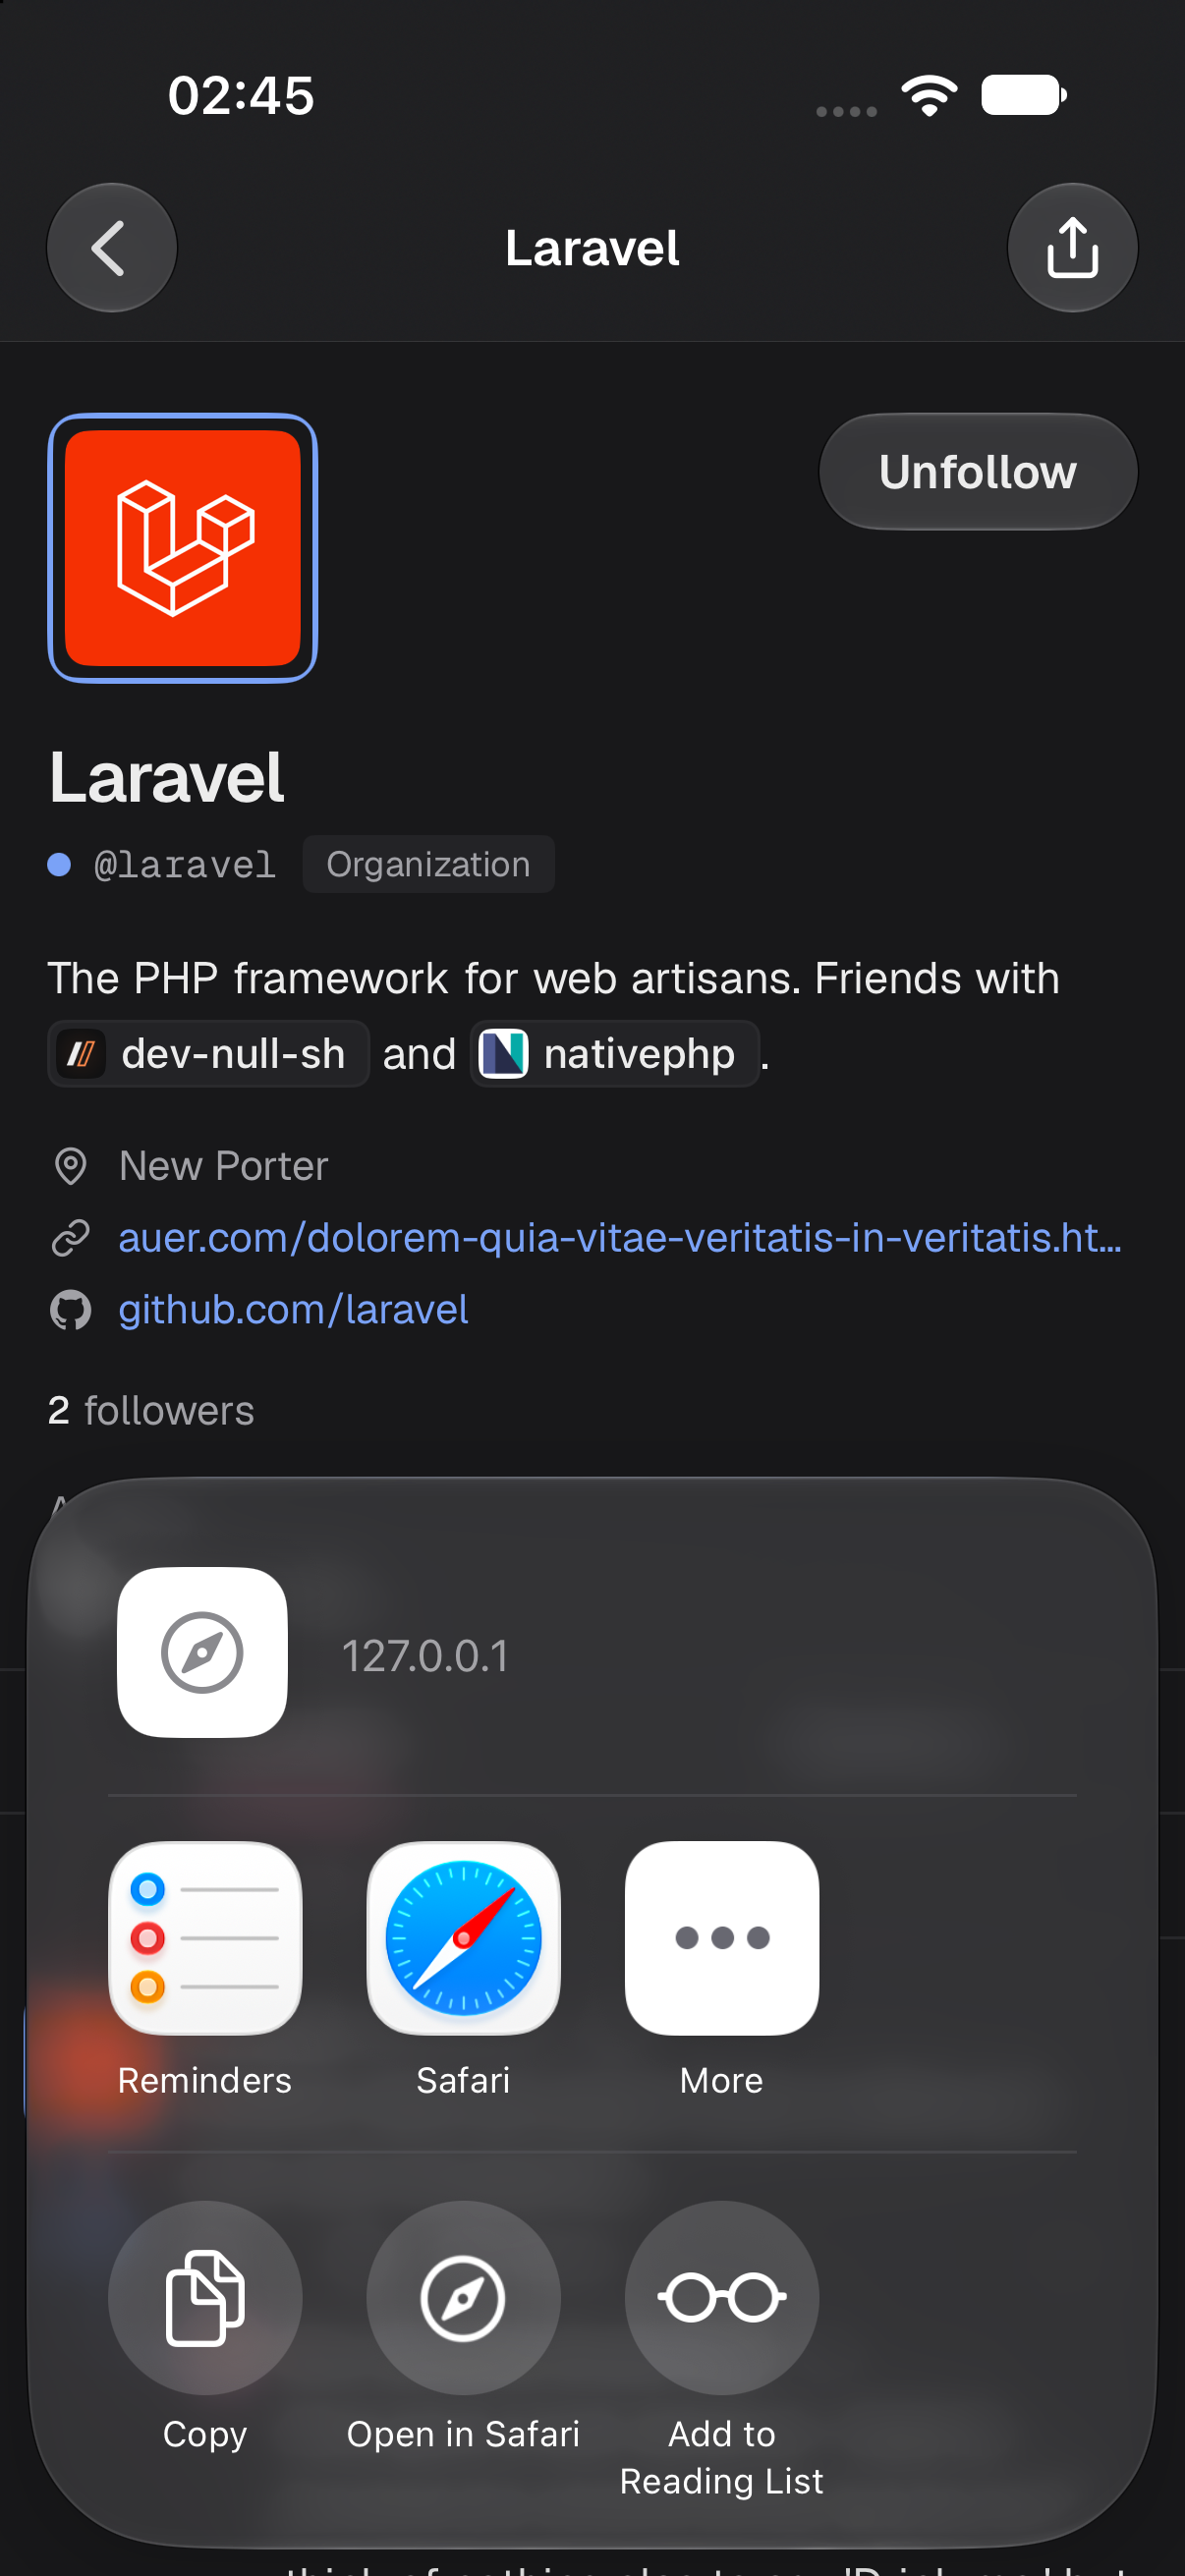 02:45
Laravel
Unfollow
Laravel
@laravel Organization
The PHP framework for web artisans. Friends with
dev-null-sh and nativephp.
New Porter
auer.com/dolorem-quia-vitae-veritatis-in-veritatis.ht...
github.com/laravel
2 followers
127.0.0.1
Reminders Safari More
Copy Open in Safari Add to
Reading List